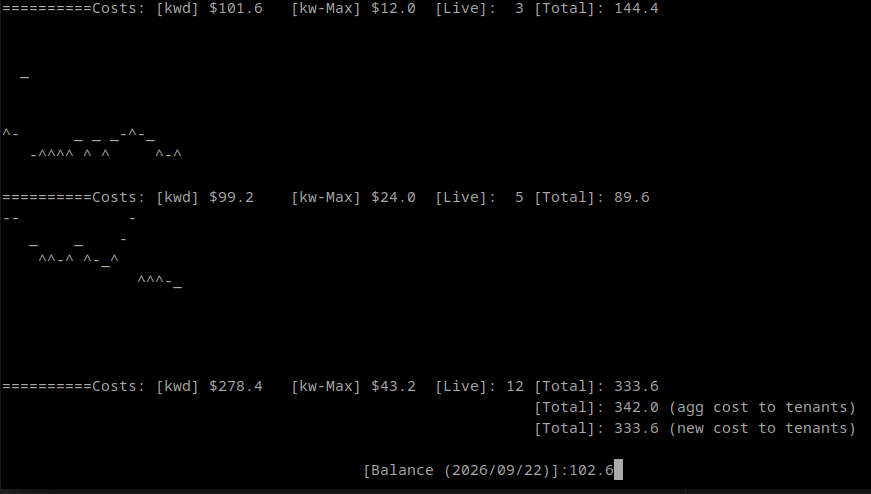 ==========Costs: [kwd] $101.6   [kw-Max] $12.0  [Live]:  3 [Total]: 144.4
  _
^-      _ _ _-^-_
   -^^^^ ^ ^     ^-^
==========Costs: [kwd] $99.2    [kw-Max] $24.0  [Live]:  5 [Total]: 89.6
--            -
   _    _    -
    ^^-^ ^-_^
               ^^^-_
==========Costs: [kwd] $278.4   [kw-Max] $43.2  [Live]: 12 [Total]: 333.6
[Total]: 342.0 (agg cost to tenants)
[Total]: 333.6 (new cost to tenants)
[Balance (2026/09/22)]:102.6